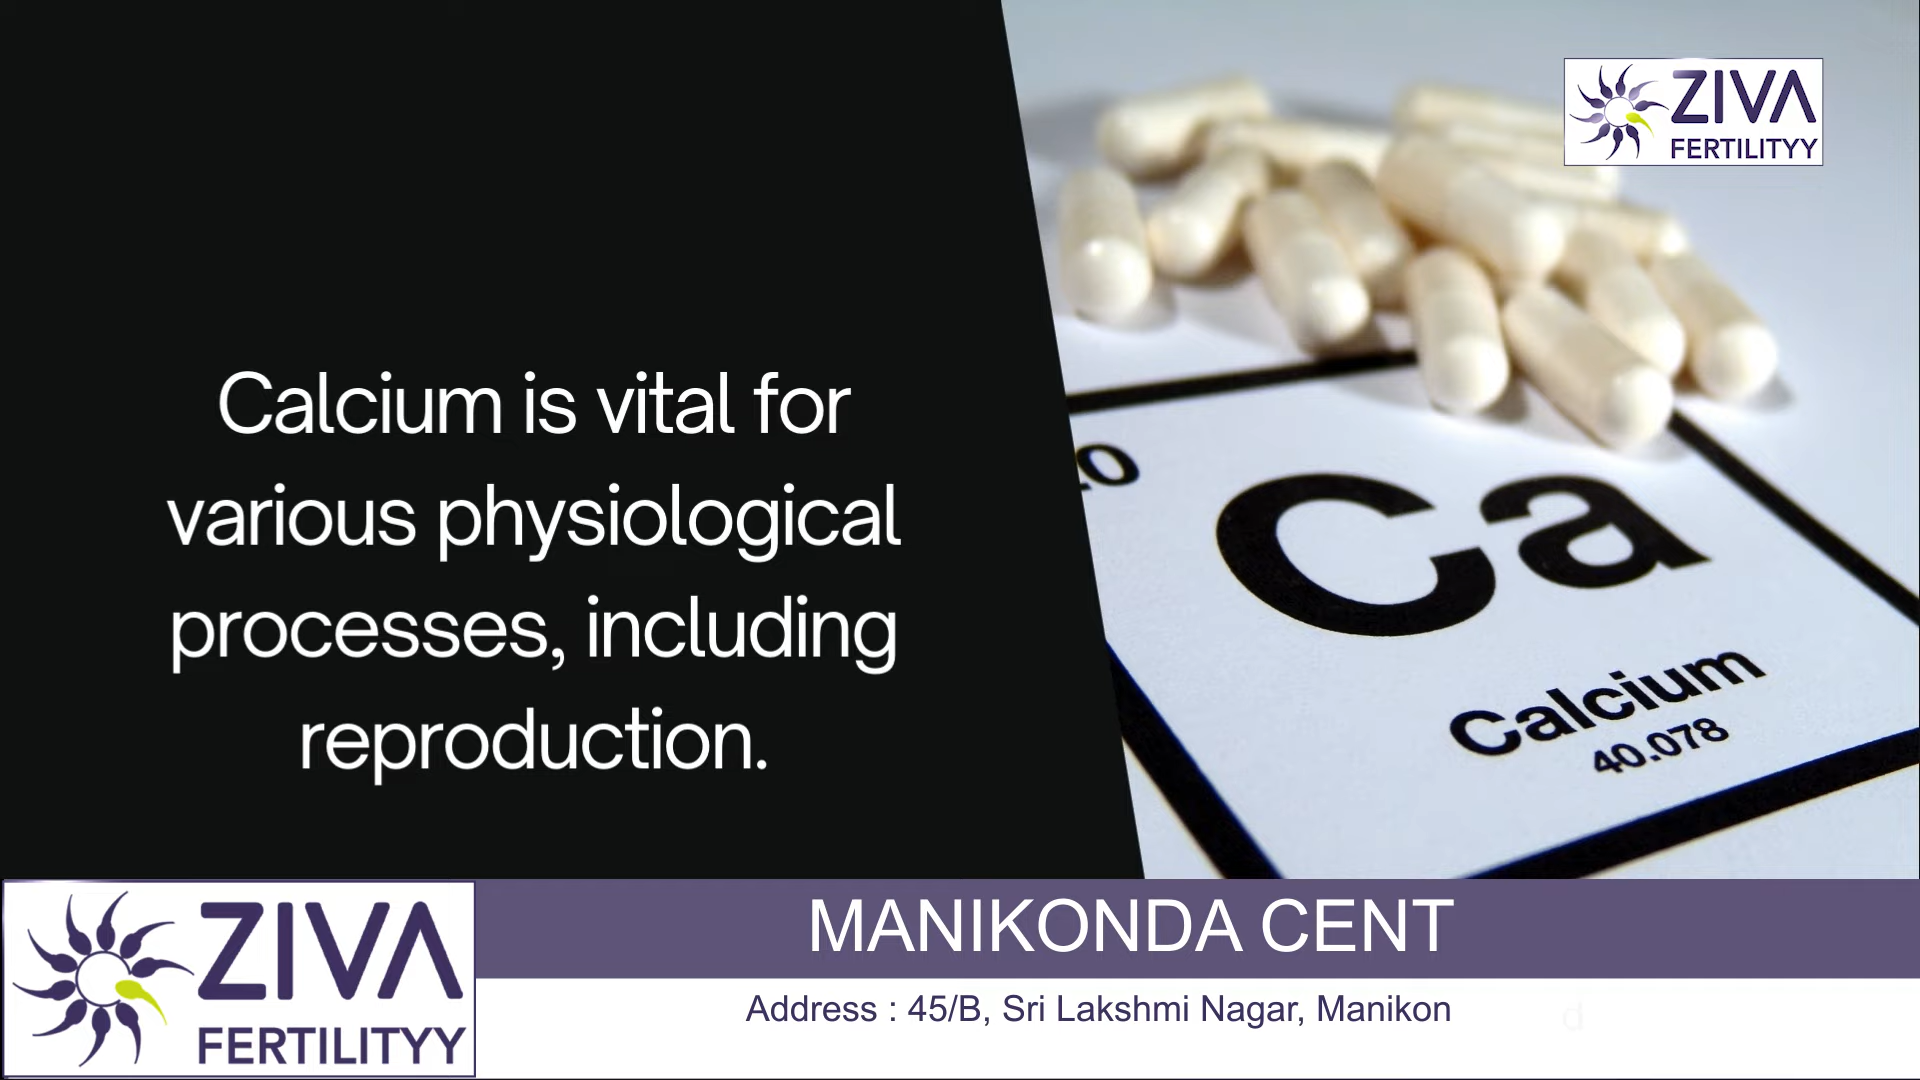 Calcium is vital for
various physiological
processes, including
reproduction.
ZIVA
FERTILITYY
Ca
Calcium
40.078
ZIVA
FERTILITYY
MANIKONDA CENT
Address : 45/B, Sri Lakshmi Nagar, Manikon d